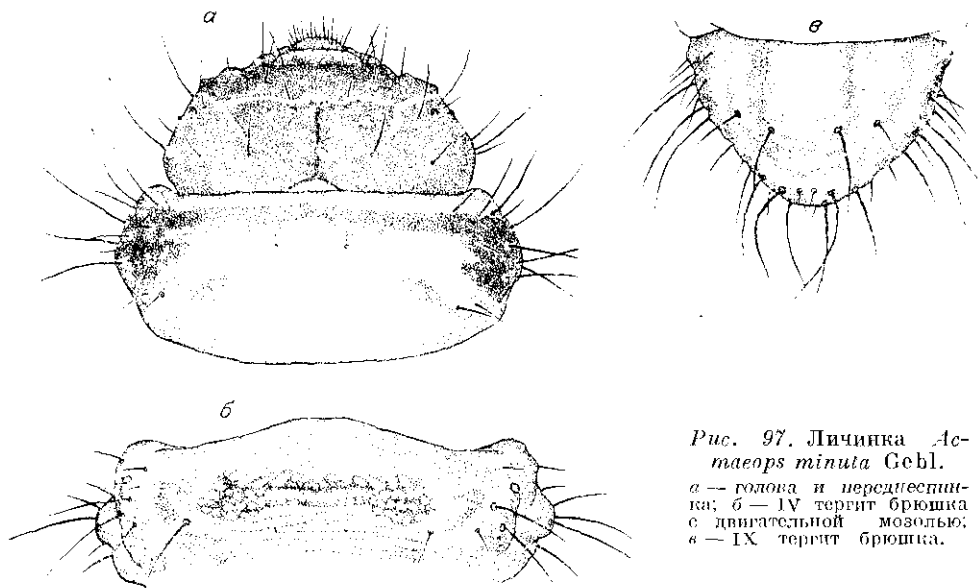 а
в
б
Рис. 97. Личинка Ac-
maeops minuta Gebl.
а — голова и переднеспин-
ка; б — IV тергит брюшка
с двигательной мозолью;
в — IX тергит брюшка.